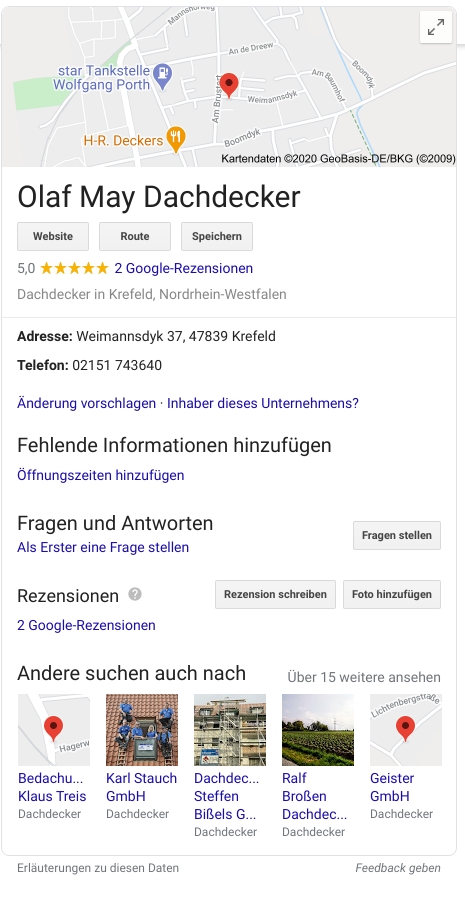 Mannshorweg
An de Dreew
star Tankstelle
Wolfgang Porth
Am Brustert
Weimannsdyk
Am Baumhof
Boomdyk
H-R. Deckers
Boomdyk
Kartendaten ©2020 GeoBasis-DE/BKG (©2009)
Olaf May Dachdecker
Website Route Speichern
5,0 2 Google-Rezensionen
Dachdecker in Krefeld, Nordrhein-Westfalen
Adresse: Weimannsdyk 37, 47839 Krefeld
Telefon: 02151 743640
Änderung vorschlagen · Inhaber dieses Unternehmens?
Fehlende Informationen hinzufügen
Öffnungszeiten hinzufügen
Fragen und Antworten
Fragen stellen
Als Erster eine Frage stellen
Rezensionen ? Rezension schreiben Foto hinzufügen
2 Google-Rezensionen
Andere suchen auch nach Über 15 weitere ansehen
Hagerw
Lichtenbergstraße
Bedachu... Karl Stauch Dachdec... Ralf Geister
Klaus Treis GmbH Steffen Broßen GmbH
Dachdecker Dachdecker Bißels G... Dachdec... Dachdecker
Dachdecker Dachdecker
Erläuterungen zu diesen Daten Feedback geben